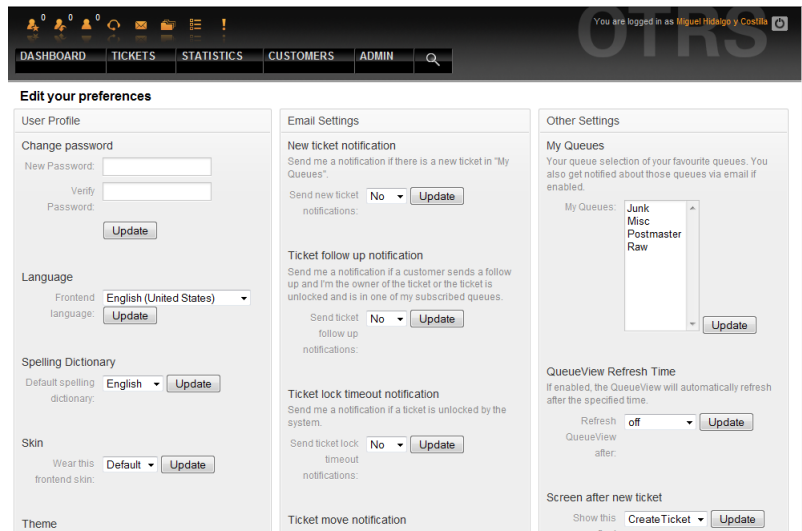 0 0 0
You are logged in as Miguel Hidalgo y Costilla
OTRS
DASHBOARD TICKETS STATISTICS CUSTOMERS ADMIN
Edit your preferences
User Profile
Change password
New Password:
Verify
Password:
Update
Language
Frontend English (United States)
language: Update
Spelling Dictionary
Default spelling English Update
dictionary:
Skin
Wear this Default Update
frontend skin:
Theme
Email Settings
New ticket notification
Send me a notification if there is a new ticket in "My
Queues".
Send new ticket No Update
notifications:
Ticket follow up notification
Send me a notification if a customer sends a follow
up and I'm the owner of the ticket or the ticket is
unlocked and is in one of my subscribed queues.
Send ticket No Update
follow up
notifications:
Ticket lock timeout notification
Send me a notification if a ticket is unlocked by the
system.
Send ticket lock No Update
timeout
notifications:
Ticket move notification
Other Settings
My Queues
Your queue selection of your favourite queues. You
also get notified about those queues via email if
enabled.
My Queues: Junk
Misc
Postmaster
Raw
Update
QueueView Refresh Time
If enabled, the QueueView will automatically refresh
after the specified time.
Refresh off Update
QueueView
after:
Screen after new ticket
Show this CreateTicket Update